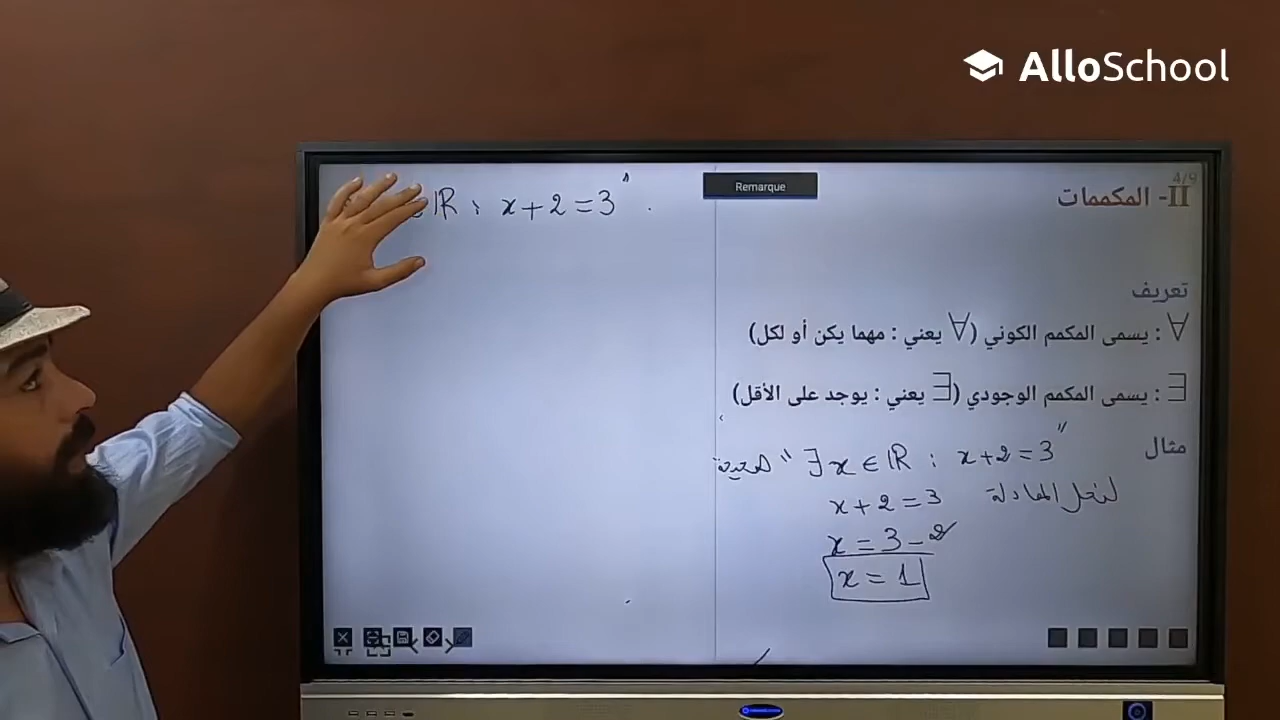 AlloSchool
4/9
Remarque
II- المكممات
∈ ℝ : x+2=3" .
تعريف
∀ : يسمى المكمم الكوني (∀ يعني : مهما يكن أو لكل)
∃ : يسمى المكمم الوجودي (∃ يعني : يوجد على الأقل)
مثال
"∃x∈ℝ : x+2=3" صحيحة
لنحل المعادلة x+2=3
x=3-2
x=1